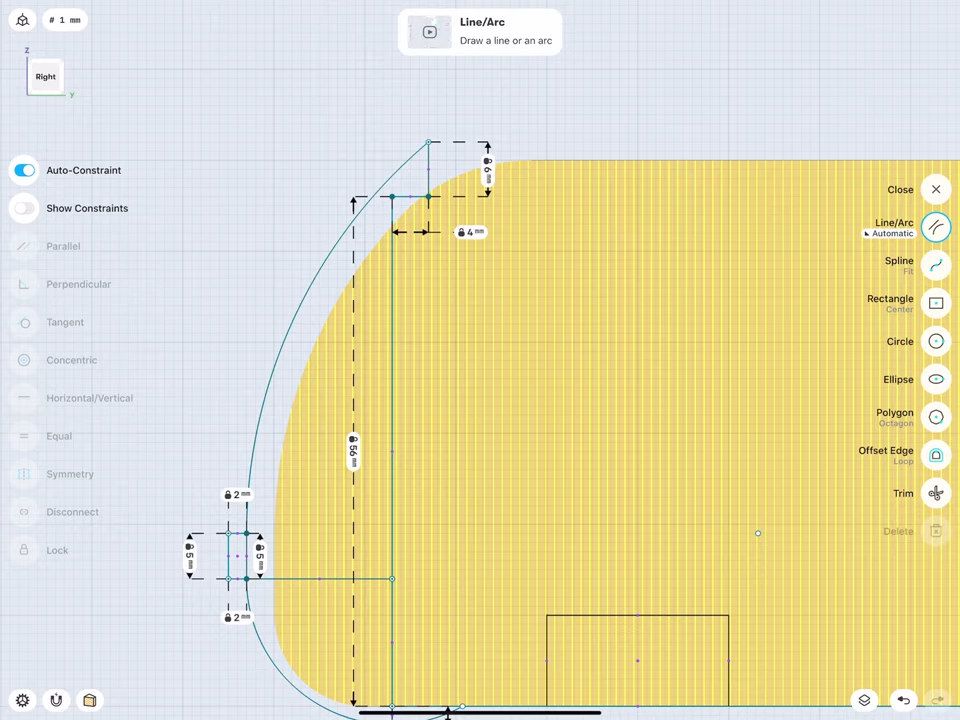 # 1 mm
Line/Arc
Draw a line or an arc
Z
Right
Y
Auto-Constraint
Show Constraints
Parallel
Perpendicular
Tangent
Concentric
Horizontal/Vertical
Equal
Symmetry
Disconnect
Lock
6 mm
4 mm
56 mm
2 mm
5 mm
5 mm
2 mm
Close
Line/Arc
Automatic
Spline
Fit
Rectangle
Center
Circle
Ellipse
Polygon
Octagon
Offset Edge
Loop
Trim
Delete